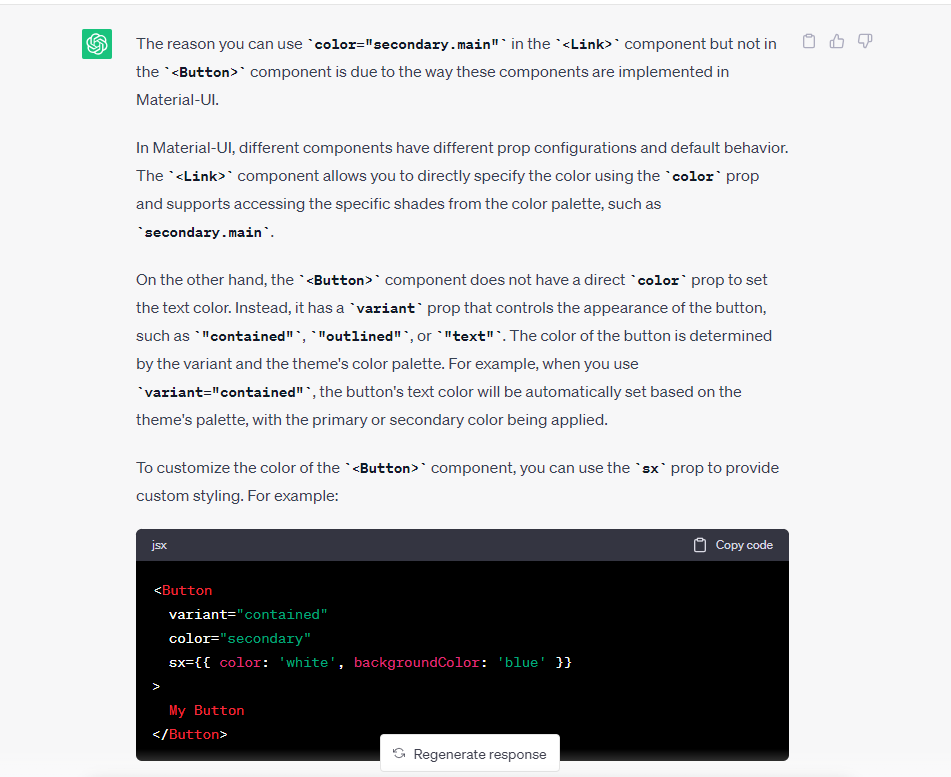 The reason you can use `color="secondary.main"` in the `<Link>` component but not in
the `<Button>` component is due to the way these components are implemented in
Material-UI.
In Material-UI, different components have different prop configurations and default behavior.
The `<Link>` component allows you to directly specify the color using the `color` prop
and supports accessing the specific shades from the color palette, such as
`secondary.main`.
On the other hand, the `<Button>` component does not have a direct `color` prop to set
the text color. Instead, it has a `variant` prop that controls the appearance of the button,
such as `"contained"`, `"outlined"`, or `"text"`. The color of the button is determined
by the variant and the theme's color palette. For example, when you use
`variant="contained"`, the button's text color will be automatically set based on the
theme's palette, with the primary or secondary color being applied.
To customize the color of the `<Button>` component, you can use the `sx` prop to provide
custom styling. For example:
jsx Copy code
<Button
  variant="contained"
  color="secondary"
  sx={{ color: 'white', backgroundColor: 'blue' }}
>
  My Button
</Button>
Regenerate response